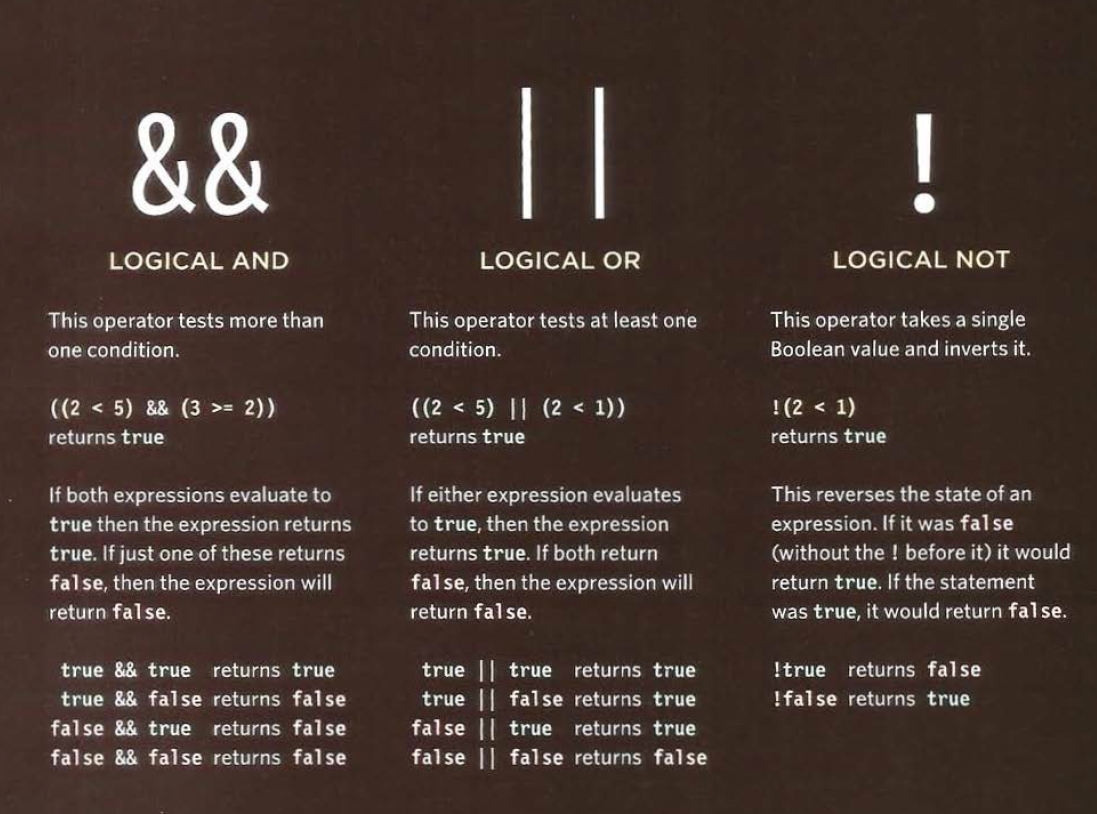 &&
LOGICAL AND
This operator tests more than
one condition.
((2 < 5) && (3 >= 2))
returns true
If both expressions evaluate to
true then the expression returns
true. If just one of these returns
false, then the expression will
return false.
true && true returns true
true && false returns false
false && true returns false
false && false returns false
||
LOGICAL OR
This operator tests at least one
condition.
((2 < 5) || (2 < 1))
returns true
If either expression evaluates
to true, then the expression
returns true. If both return
false, then the expression will
return false.
true || true returns true
true || false returns true
false || true returns true
false || false returns false
!
LOGICAL NOT
This operator takes a single
Boolean value and inverts it.
!(2 < 1)
returns true
This reverses the state of an
expression. If it was false
(without the ! before it) it would
return true. If the statement
was true, it would return false.
!true returns false
!false returns true